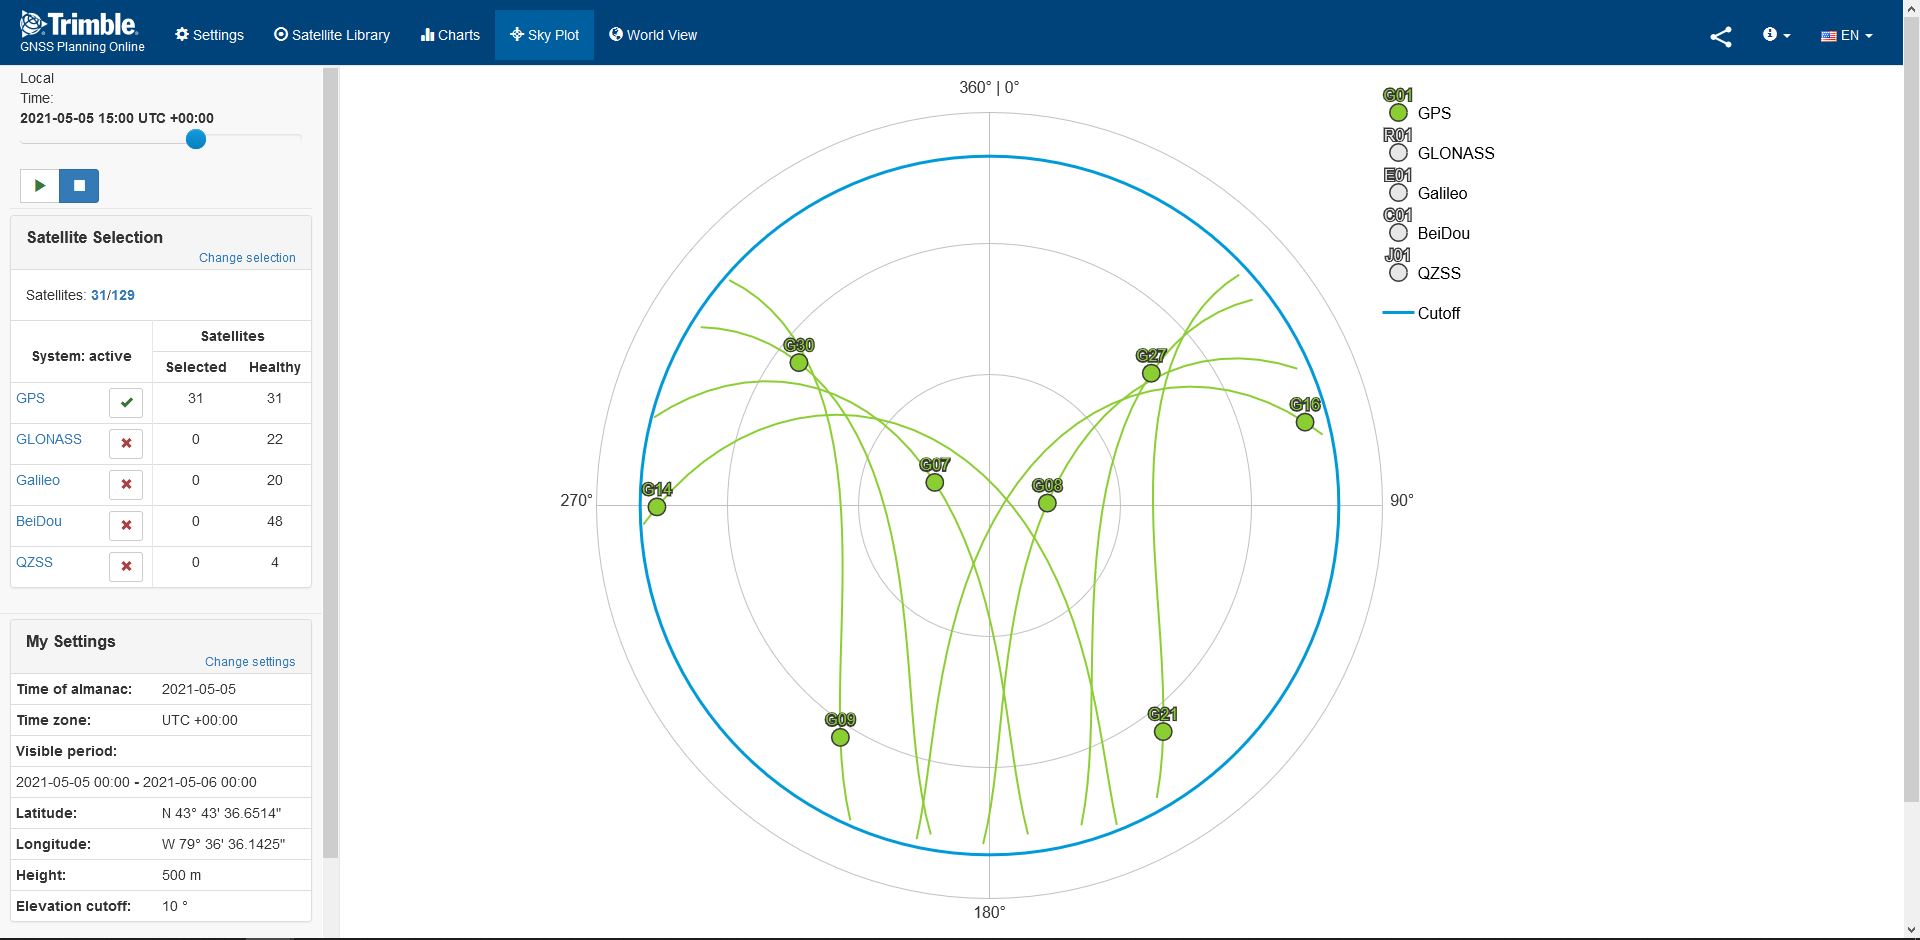 Trimble.
GNSS Planning Online
Settings
Satellite Library
Charts
Sky Plot
World View
EN
Local
Time:
2021-05-05 15:00 UTC +00:00
Satellite Selection
Change selection
Satellites: 31/129
System: active
Satellites
Selected Healthy
GPS 31 31
GLONASS 0 22
Galileo 0 20
BeiDou 0 48
QZSS 0 4
My Settings
Change settings
Time of almanac: 2021-05-05
Time zone: UTC +00:00
Visible period:
2021-05-05 00:00 - 2021-05-06 00:00
Latitude: N 43° 43' 36.6514"
Longitude: W 79° 36' 36.1425"
Height: 500 m
Elevation cutoff: 10 °
360° | 0°
G30
G27
G16
G07
G08
G14
270°
90°
G09
G21
180°
G01
GPS
R01
GLONASS
E01
Galileo
C01
BeiDou
J01
QZSS
Cutoff